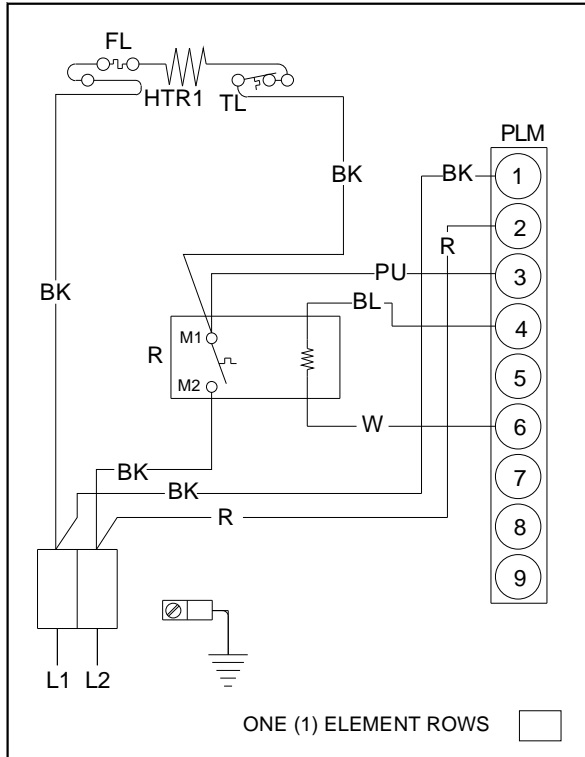 FL
HTR1
TL
PLM
BK
1
BK
2
R
PU
3
BK
BL
4
M1
R
5
M2
W
6
BK
7
BK
R
8
9
L1 L2
ONE (1) ELEMENT ROWS